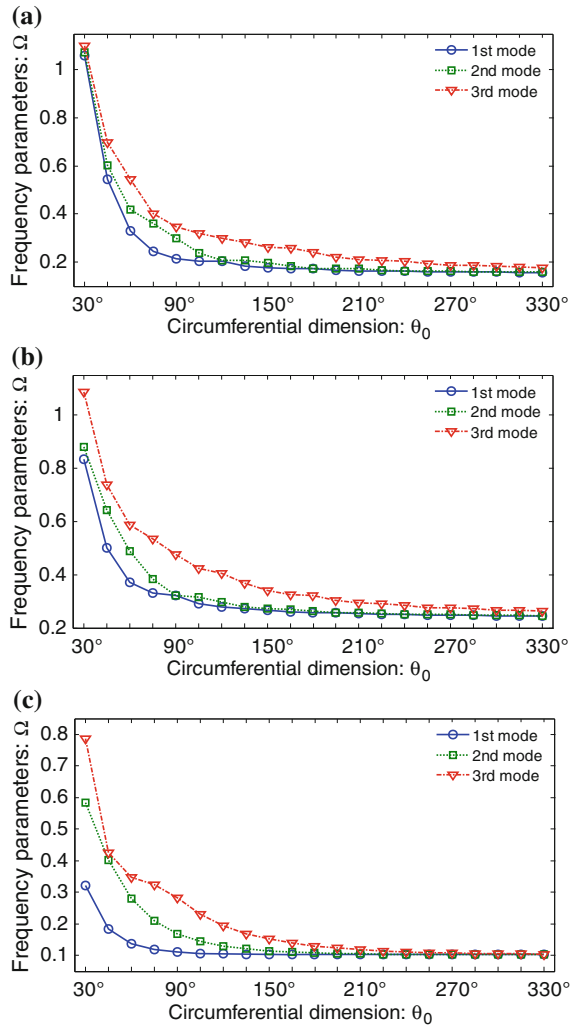 (a)
1
0.8
0.6
0.4
0.2
Frequency parameters: Ω
1st mode
2nd mode
3rd mode
30° 90° 150° 210° 270° 330°
Circumferential dimension: θ0
(b)
1
0.8
0.6
0.4
0.2
Frequency parameters: Ω
1st mode
2nd mode
3rd mode
30° 90° 150° 210° 270° 330°
Circumferential dimension: θ0
(c)
0.8
0.7
0.6
0.5
0.4
0.3
0.2
0.1
Frequency parameters: Ω
1st mode
2nd mode
3rd mode
30° 90° 150° 210° 270° 330°
Circumferential dimension: θ0